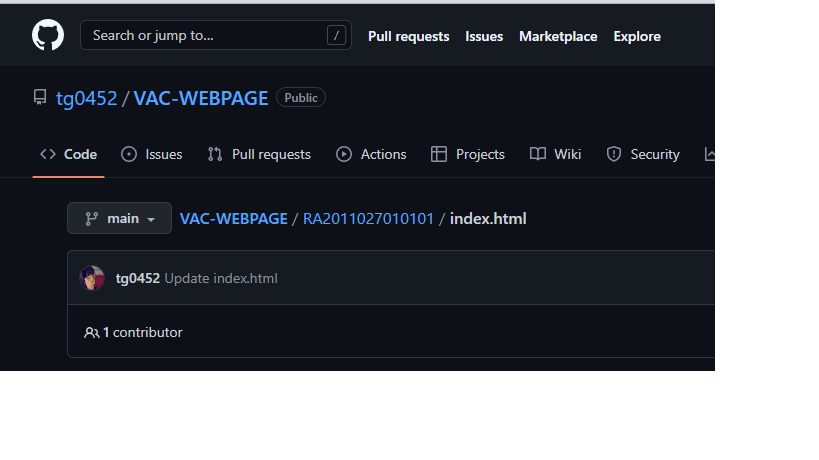 Search or jump to... / Pull requests Issues Marketplace Explore
tg0452 / VAC-WEBPAGE Public
Code Issues Pull requests Actions Projects Wiki Security
main VAC-WEBPAGE / RA2011027010101 / index.html
tg0452 Update index.html
1 contributor